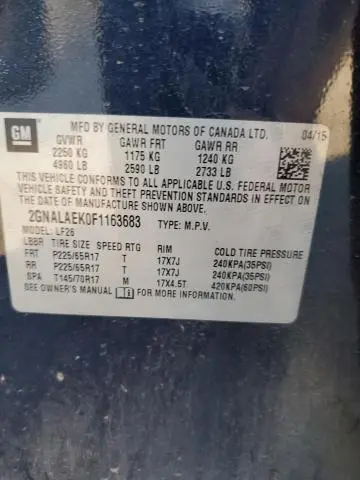 GM
MFD BY GENERAL MOTORS OF CANADA LTD. 04/15
GVWR GAWR FRT GAWR RR
2250 KG 1175 KG 1240 KG
4960 LB 2590 LB 2733 LB
THIS VEHICLE CONFORMS TO ALL APPLICABLE U.S. FEDERAL MOTOR
VEHICLE SAFETY AND THEFT PREVENTION STANDARDS IN EFFECT ON
THE DATE OF MANUFACTURE SHOWN ABOVE.
2GNALAEK0F1163683 TYPE: M.P.V.
MODEL: LF26
LBBR TIRE SIZE SPEED RTG RIM COLD TIRE PRESSURE
FRT P225/65R17 T 17X7J 240KPA(35PSI)
RR P225/65R17 T 17X7J 240KPA(35PSI)
SPA T145/70R17 M 17X4.5T 420KPA(60PSI)
SEE OWNER'S MANUAL FOR MORE INFORMATION